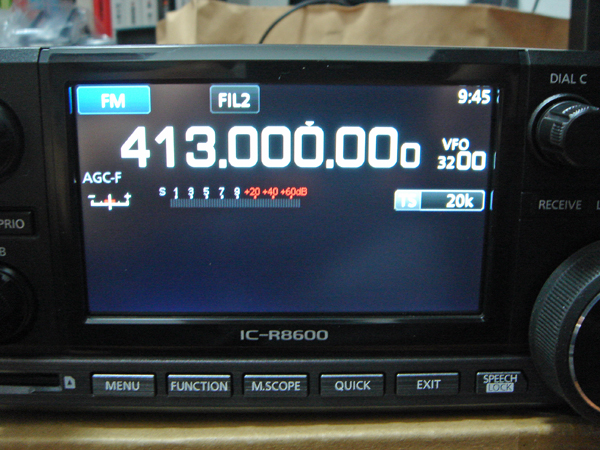 FM FIL2 9:45
DIAL C
413.000.000
VFO
3200
AGC-F
S 1 3 5 7 9 +20 +40 +60dB
TS 20k
PRIO
RECEIVE L
B
IC-R8600
MENU FUNCTION M.SCOPE QUICK EXIT SPEECH
LOCK